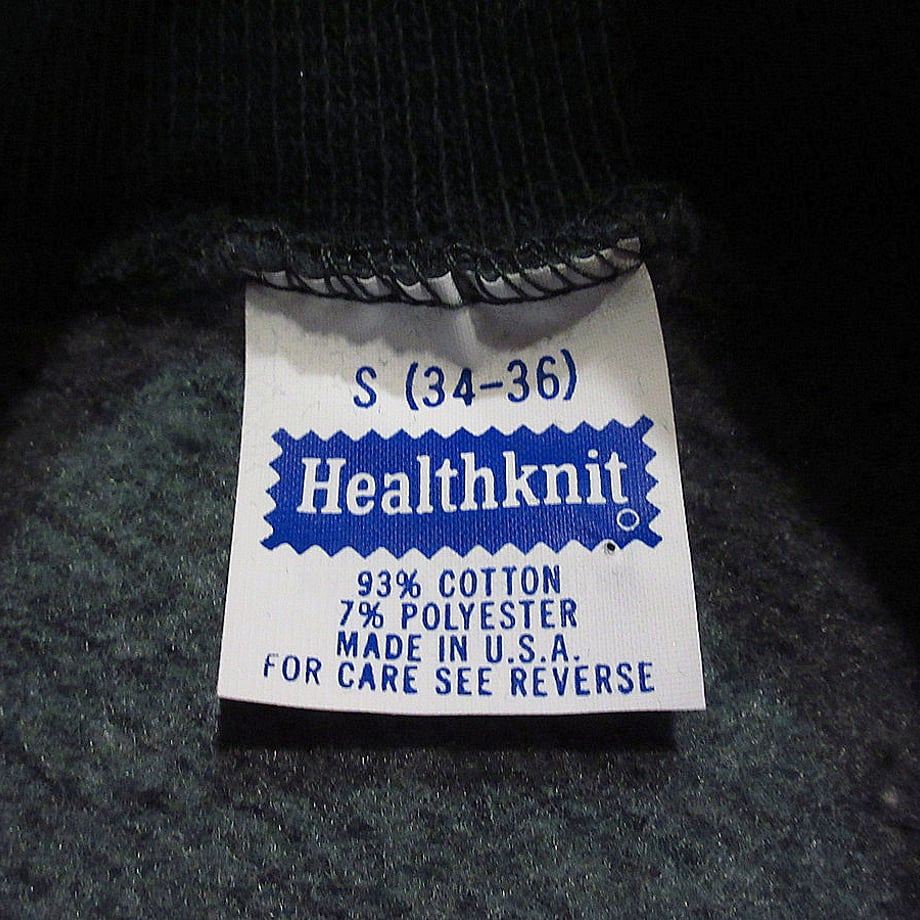 S (34-36)
Healthknit
93% COTTON
7% POLYESTER
MADE IN U.S.A.
FOR CARE SEE REVERSE